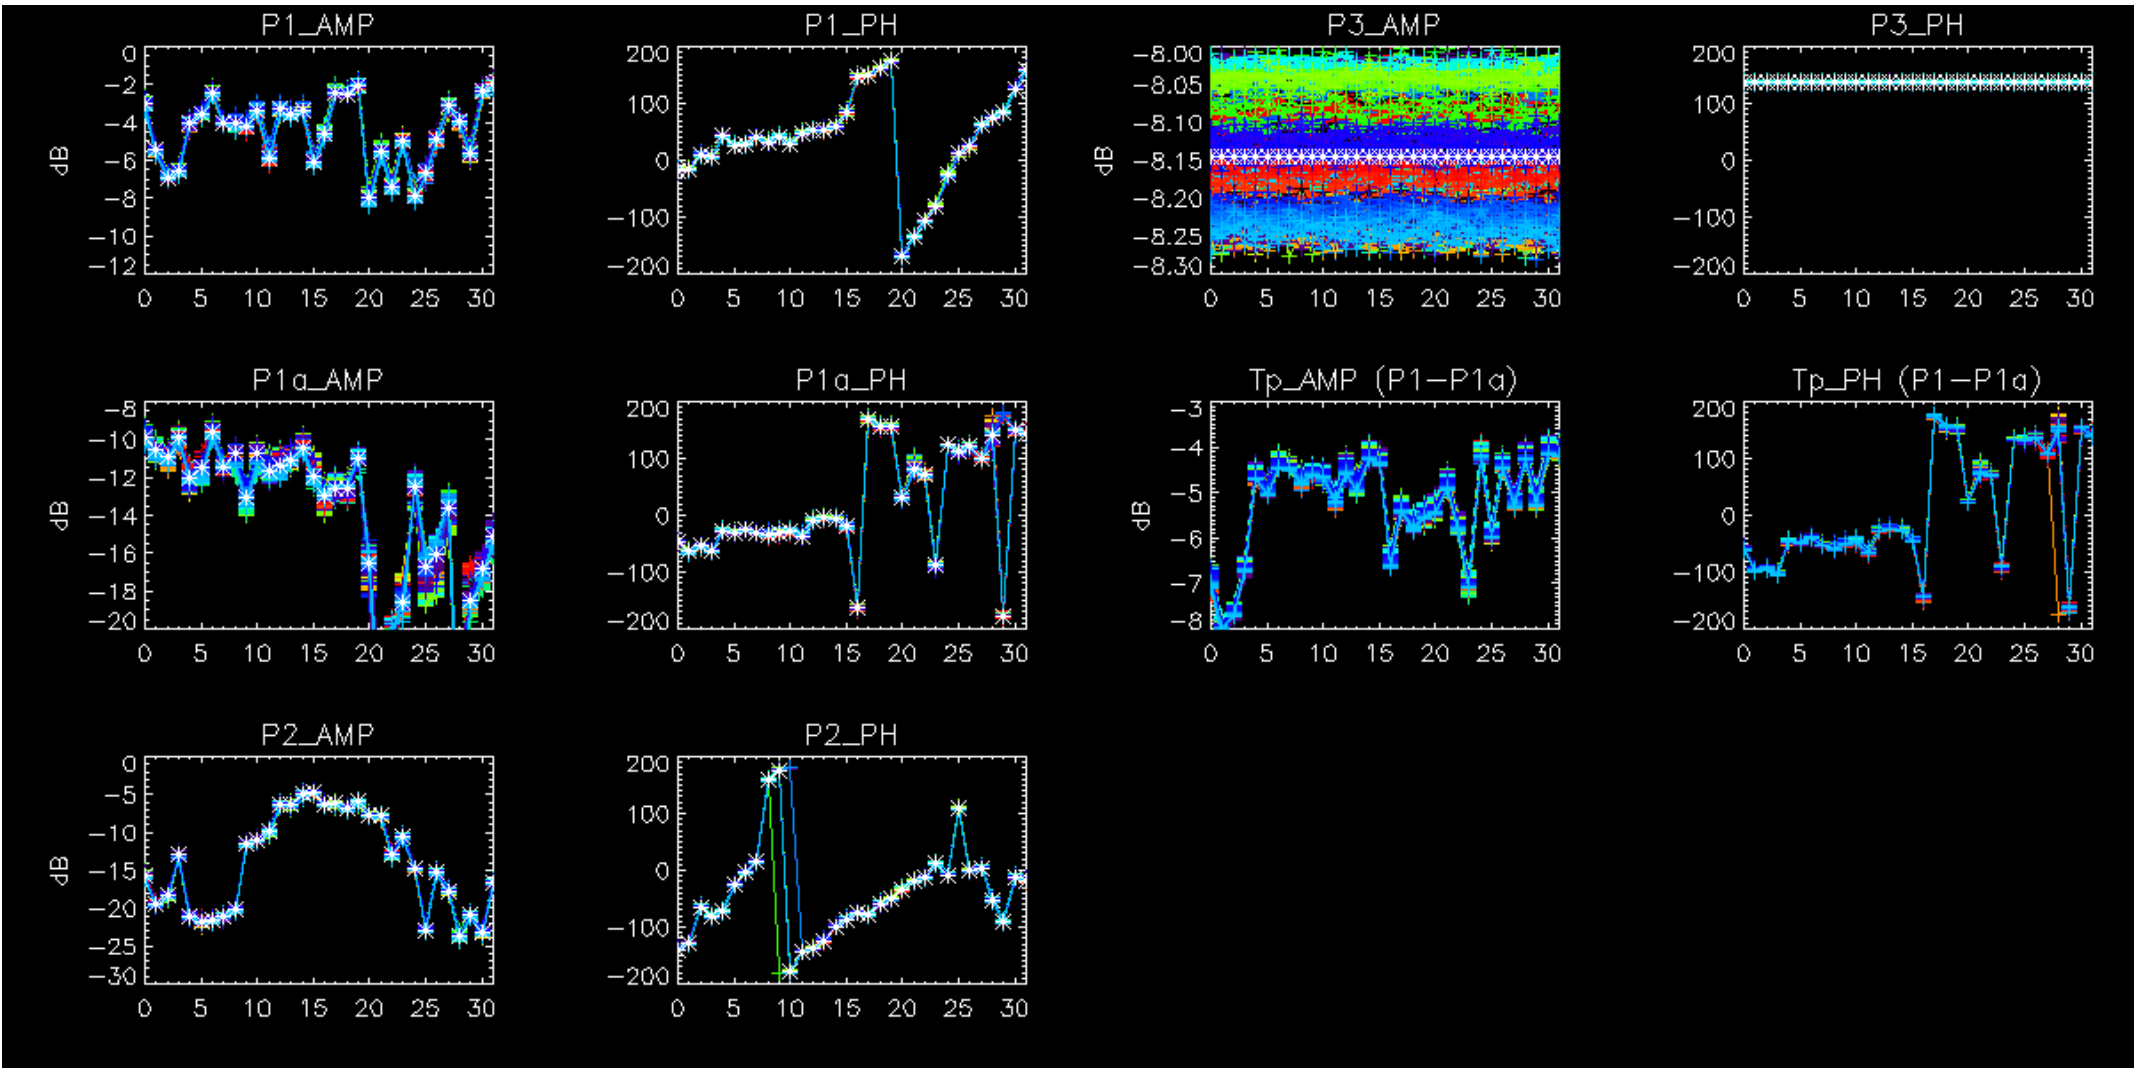 P1_AMP
dB
0
-2
-4
-6
-8
-10
-12
0 5 10 15 20 25 30
P1_PH
200
100
0
-100
-200
0 5 10 15 20 25 30
P3_AMP
dB
-8.00
-8.05
-8.10
-8.15
-8.20
-8.25
-8.30
0 5 10 15 20 25 30
P3_PH
200
100
0
-100
-200
0 5 10 15 20 25 30
P1a_AMP
dB
-8
-10
-12
-14
-16
-18
-20
0 5 10 15 20 25 30
P1a_PH
200
100
0
-100
-200
0 5 10 15 20 25 30
Tp_AMP (P1-P1a)
dB
-3
-4
-5
-6
-7
-8
0 5 10 15 20 25 30
Tp_PH (P1-P1a)
200
100
0
-100
-200
0 5 10 15 20 25 30
P2_AMP
dB
0
-5
-10
-15
-20
-25
-30
0 5 10 15 20 25 30
P2_PH
200
100
0
-100
-200
0 5 10 15 20 25 30